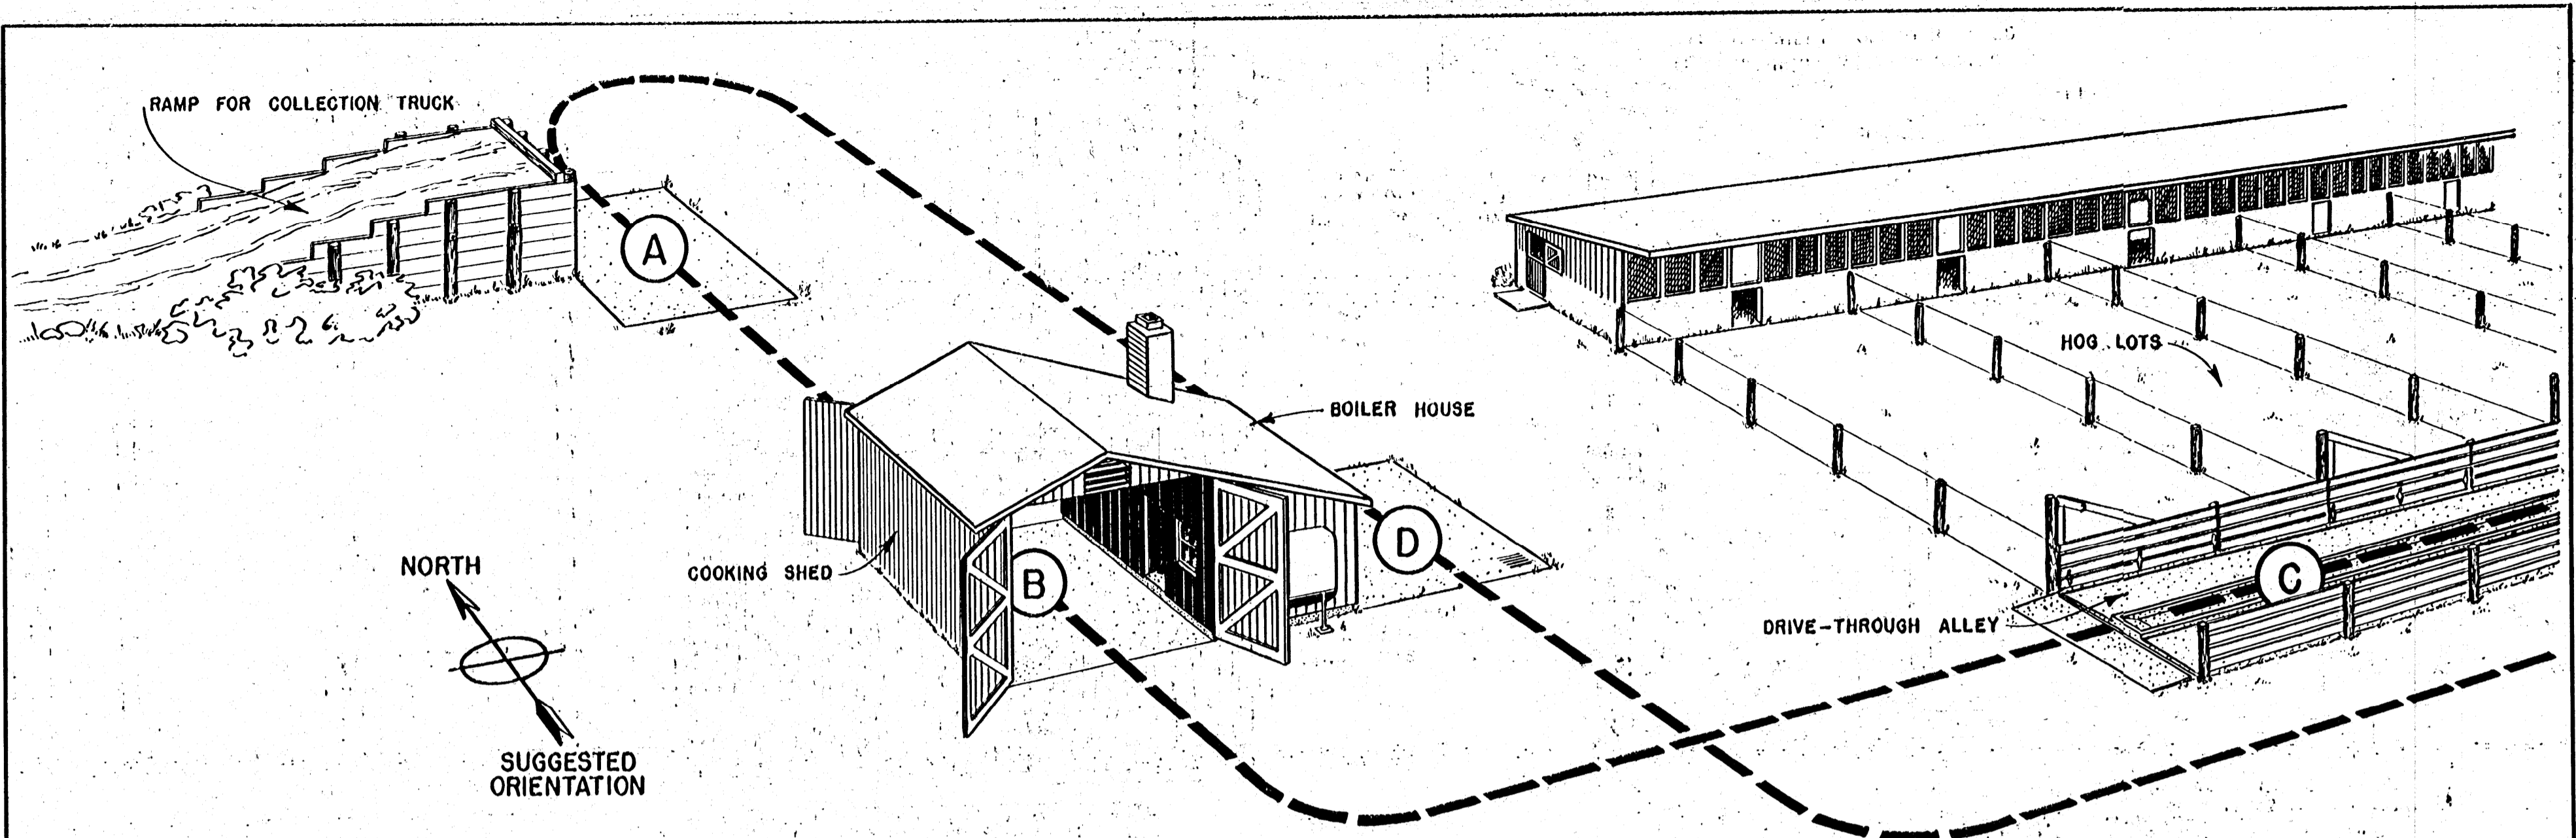 RAMP FOR COLLECTION TRUCK
A
BOILER HOUSE
HOG LOTS
COOKING SHED
B
D
C
DRIVE-THROUGH ALLEY
NORTH
SUGGESTED
ORIENTATION